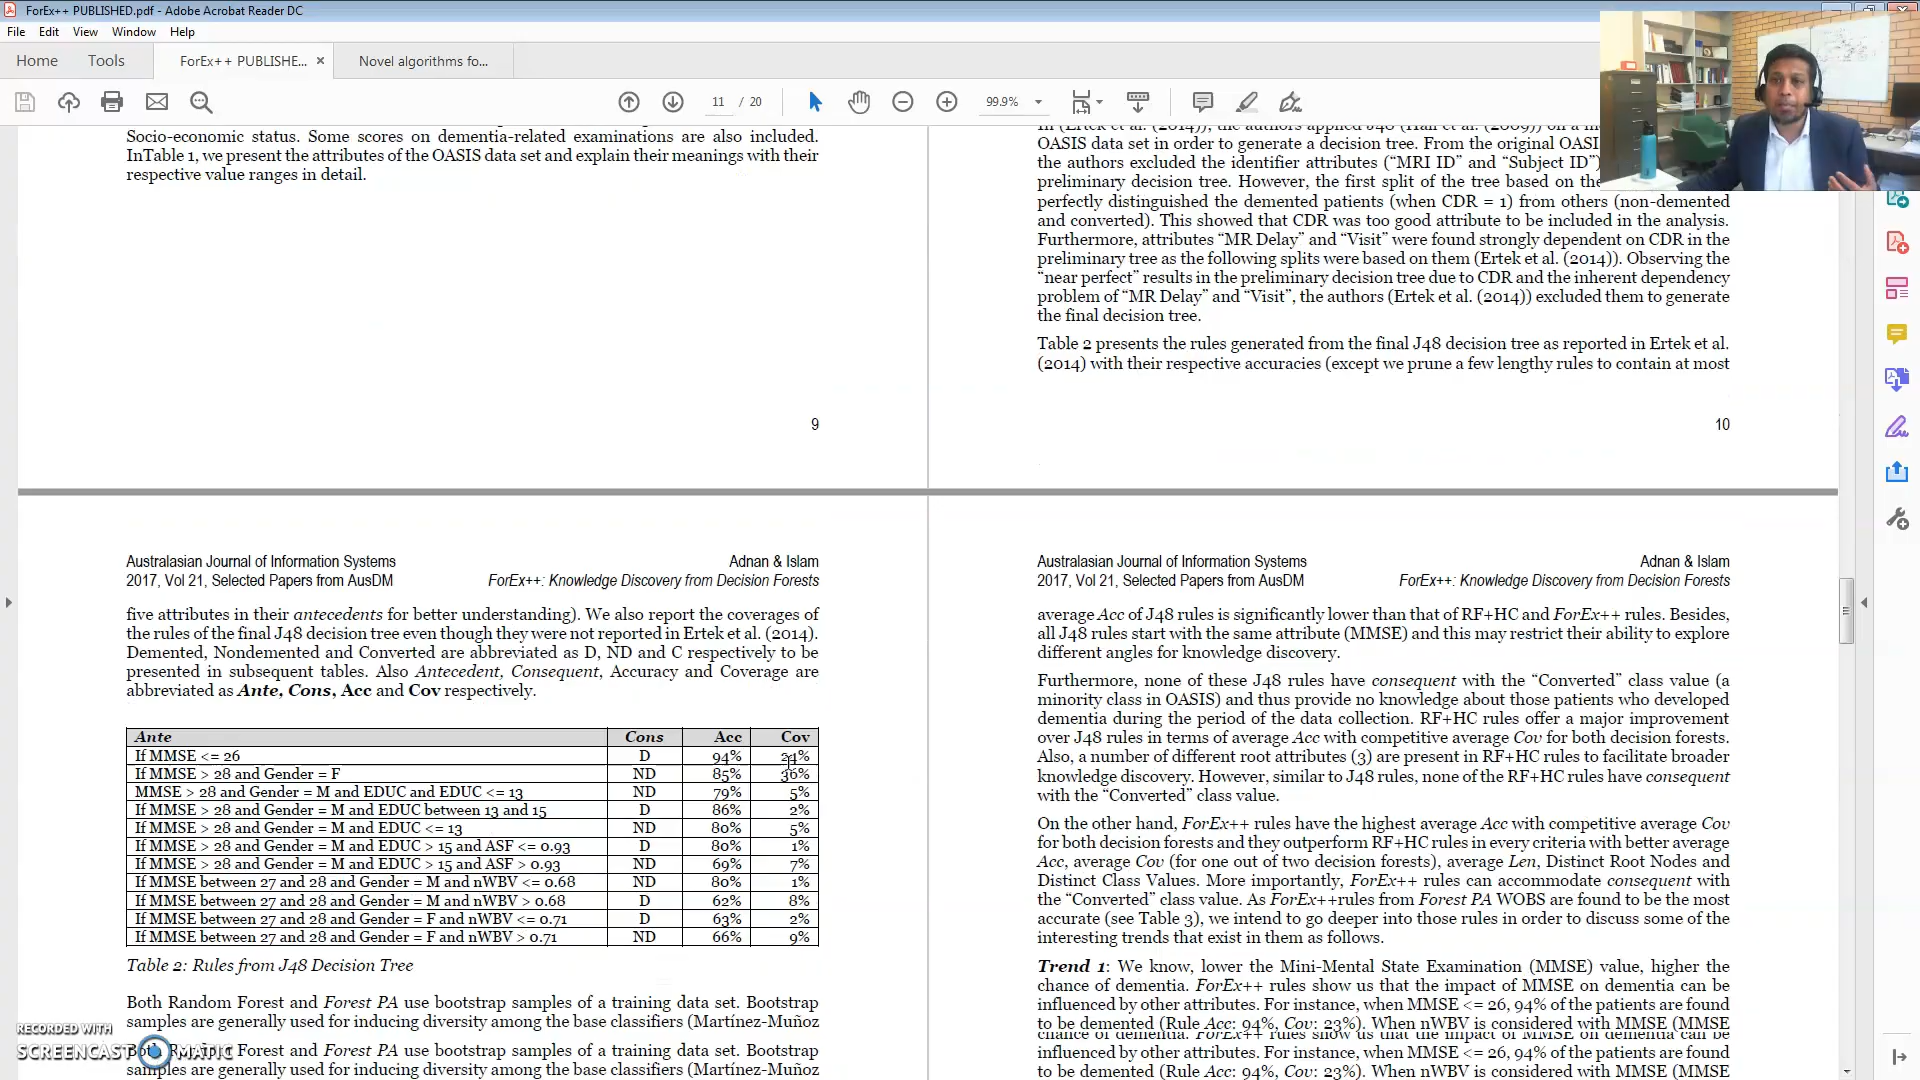 ForEx++ PUBLISHED.pdf - Adobe Acrobat Reader DC
File Edit View Window Help
Home Tools ForEx++ PUBLISHE... × Novel algorithms fo...
11 / 20 99.9%
Socio-economic status. Some scores on dementia-related examinations are also included.
InTable 1, we present the attributes of the OASIS data set and explain their meanings with their
respective value ranges in detail.
9
OASIS data set in order to generate a decision tree. From the original OASI
the authors excluded the identifier attributes (“MRI ID” and “Subject ID”)
preliminary decision tree. However, the first split of the tree based on the
perfectly distinguished the demented patients (when CDR = 1) from others (non-demented
and converted). This showed that CDR was too good attribute to be included in the analysis.
Furthermore, attributes “MR Delay” and “Visit” were found strongly dependent on CDR in the
preliminary tree as the following splits were based on them (Ertek et al. (2014)). Observing the
“near perfect” results in the preliminary decision tree due to CDR and the inherent dependency
problem of “MR Delay” and “Visit”, the authors (Ertek et al. (2014)) excluded them to generate
the final decision tree.
Table 2 presents the rules generated from the final J48 decision tree as reported in Ertek et al.
(2014) with their respective accuracies (except we prune a few lengthy rules to contain at most
10
Australasian Journal of Information Systems Adnan & Islam
2017, Vol 21, Selected Papers from AusDM ForEx++: Knowledge Discovery from Decision Forests
five attributes in their antecedents for better understanding). We also report the coverages of
the rules of the final J48 decision tree even though they were not reported in Ertek et al. (2014).
Demented, Nondemented and Converted are abbreviated as D, ND and C respectively to be
presented in subsequent tables. Also Antecedent, Consequent, Accuracy and Coverage are
abbreviated as Ante, Cons, Acc and Cov respectively.
Ante Cons Acc Cov
If MMSE <= 26 D 94%
If MMSE > 28 and Gender = F ND 85% 36%
MMSE > 28 and Gender = M and EDUC and EDUC <= 13 ND 79% 5%
If MMSE > 28 and Gender = M and EDUC between 13 and 15 D 86% 2%
If MMSE > 28 and Gender = M and EDUC <= 13 ND 80% 5%
If MMSE > 28 and Gender = M and EDUC > 15 and ASF <= 0.93 D 80% 1%
If MMSE > 28 and Gender = M and EDUC > 15 and ASF > 0.93 ND 69% 7%
If MMSE between 27 and 28 and Gender = M and nWBV <= 0.68 ND 80% 1%
If MMSE between 27 and 28 and Gender = M and nWBV > 0.68 D 62% 8%
If MMSE between 27 and 28 and Gender = F and nWBV <= 0.71 D 63% 2%
If MMSE between 27 and 28 and Gender = F and nWBV > 0.71 ND 66% 9%
Table 2: Rules from J48 Decision Tree
Both Random Forest and Forest PA use bootstrap samples of a training data set. Bootstrap
samples are generally used for inducing diversity among the base classifiers (Martínez-Muñoz
Both Random Forest and Forest PA use bootstrap samples of a training data set. Bootstrap
samples are generally used for inducing diversity among the base classifiers (Martínez-Muñoz
Australasian Journal of Information Systems Adnan & Islam
2017, Vol 21, Selected Papers from AusDM ForEx++: Knowledge Discovery from Decision Forests
average Acc of J48 rules is significantly lower than that of RF+HC and ForEx++ rules. Besides,
all J48 rules start with the same attribute (MMSE) and this may restrict their ability to explore
different angles for knowledge discovery.
Furthermore, none of these J48 rules have consequent with the “Converted” class value (a
minority class in OASIS) and thus provide no knowledge about those patients who developed
dementia during the period of the data collection. RF+HC rules offer a major improvement
over J48 rules in terms of average Acc with competitive average Cov for both decision forests.
Also, a number of different root attributes (3) are present in RF+HC rules to facilitate broader
knowledge discovery. However, similar to J48 rules, none of the RF+HC rules have consequent
with the “Converted” class value.
On the other hand, ForEx++ rules have the highest average Acc with competitive average Cov
for both decision forests and they outperform RF+HC rules in every criteria with better average
Acc, average Cov (for one out of two decision forests), average Len, Distinct Root Nodes and
Distinct Class Values. More importantly, ForEx++ rules can accommodate consequent with
the “Converted” class value. As ForEx++rules from Forest PA WOBS are found to be the most
accurate (see Table 3), we intend to go deeper into those rules in order to discuss some of the
interesting trends that exist in them as follows.
Trend 1: We know, lower the Mini-Mental State Examination (MMSE) value, higher the
chance of dementia. ForEx++ rules show us that the impact of MMSE on dementia can be
influenced by other attributes. For instance, when MMSE <= 26, 94% of the patients are found
to be demented (Rule Acc: 94%, Cov: 23%). When nWBV is considered with MMSE (MMSE
chance of dementia. ForEx++ rules show us that the impact of MMSE on dementia can be
influenced by other attributes. For instance, when MMSE <= 26, 94% of the patients are found
to be demented (Rule Acc: 94%, Cov: 23%). When nWBV is considered with MMSE (MMSE
RECORDED WITH
SCREENCAST MATIC